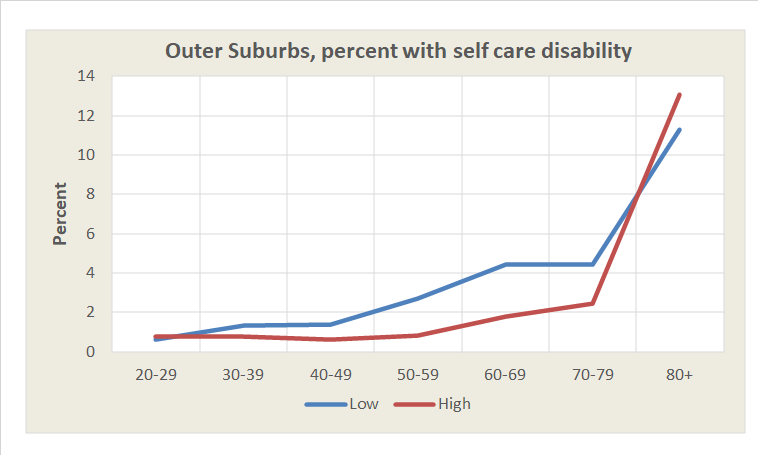 Outer Suburbs, percent with self care disability
14
12
10
8
6
4
2
0
Percent
20-29 30-39 40-49 50-59 60-69 70-79 80+
Low High